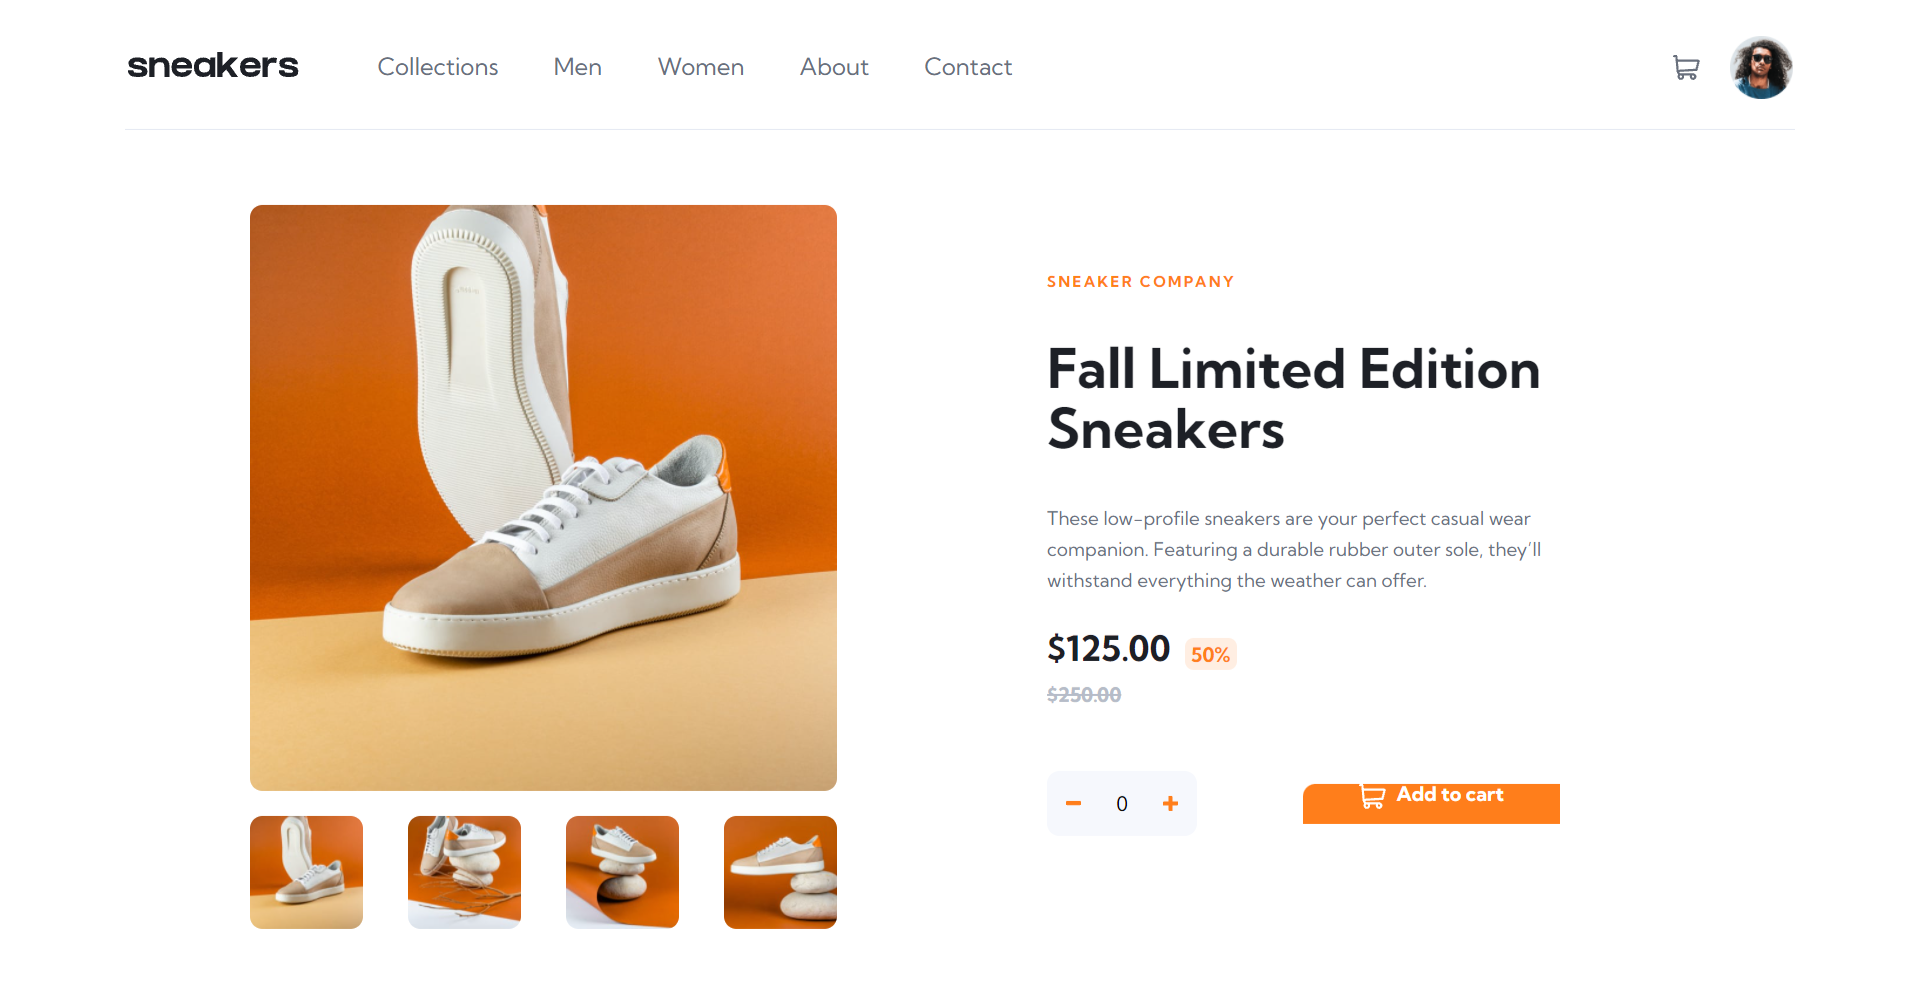 sneakers Collections Men Women About Contact
SNEAKER COMPANY
Fall Limited Edition
Sneakers
These low-profile sneakers are your perfect casual wear
companion. Featuring a durable rubber outer sole, they’ll
withstand everything the weather can offer.
$125.00 50%
$250.00
0 Add to cart